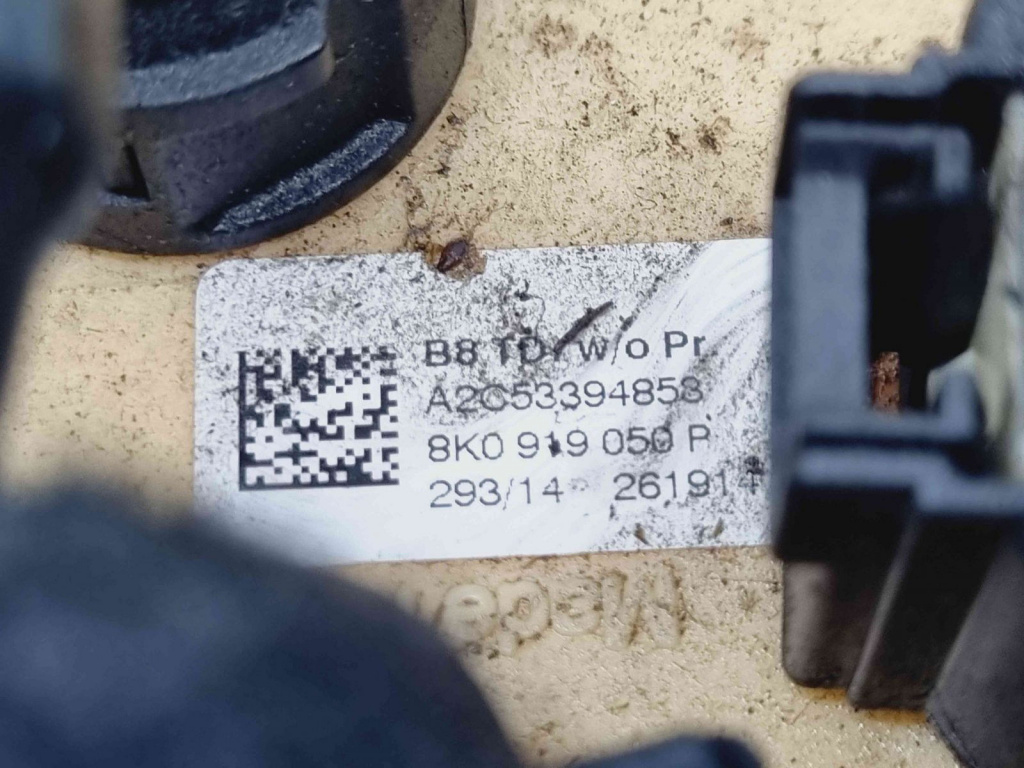 B8 TDI w/o Pr
A2C53394858
8K0 919 050 P
293/14 261914